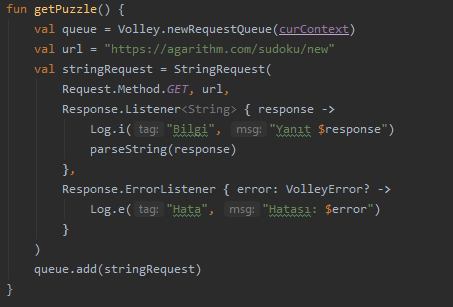 fun getPuzzle() {
val queue = Volley.newRequestQueue(curContext)
val url = "https://agarithm.com/sudoku/new"
val stringRequest = StringRequest(
Request.Method.GET, url,
Response.Listener<String> { response ->
Log.i( tag: "Bilgi", msg: "Yanıt $response")
parseString(response)
},
Response.ErrorListener { error: VolleyError? ->
Log.e( tag: "Hata", msg: "Hatası: $error")
}
)
queue.add(stringRequest)
}